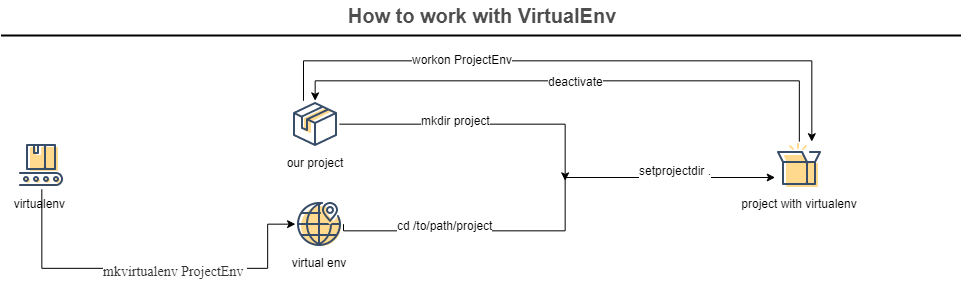 How to work with VirtualEnv
workon ProjectEnv
deactivate
mkdir project
our project
setprojectdir .
virtualenv
project with virtualenv
cd /to/path/project
virtual env
mkvirtualenv ProjectEnv